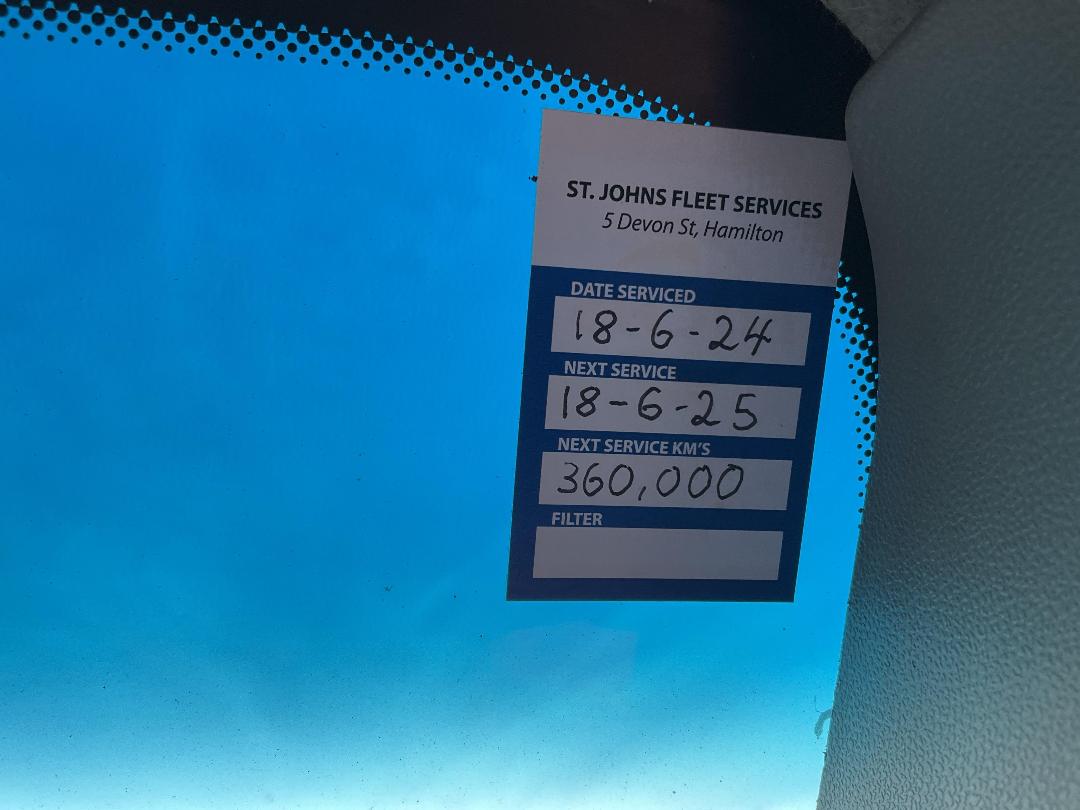 ST. JOHNS FLEET SERVICES
5 Devon St, Hamilton
DATE SERVICED
18-6-24
NEXT SERVICE
18-6-25
NEXT SERVICE KM'S
360,000
FILTER